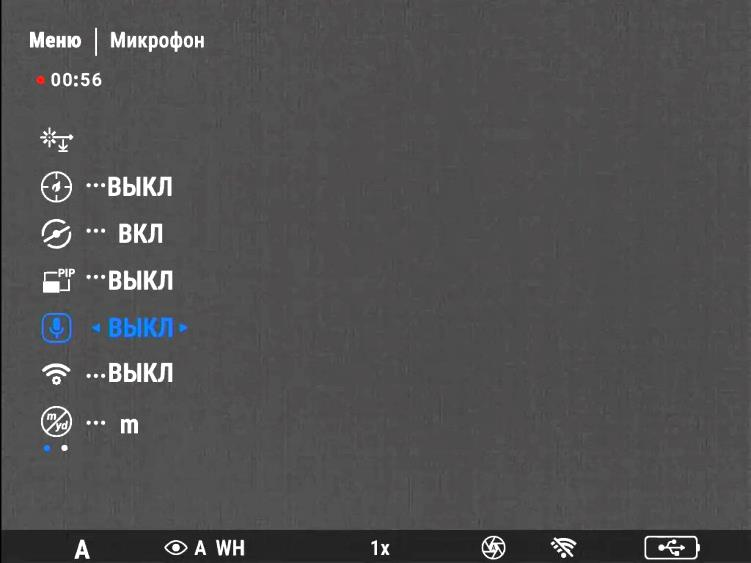 Меню | Микрофон
00:56
···ВЫКЛ
··· ВКЛ
PIP ···ВЫКЛ
ВЫКЛ
...ВЫКЛ
m/yd ··· m
A A WH 1x